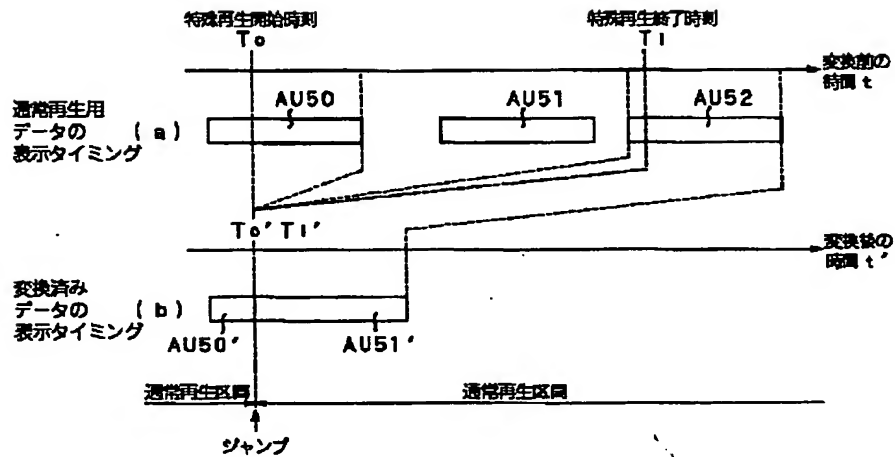 特殊再生開始時刻
T₀
特殊再生終了時刻
T₁
変換前の
時間 t
通常再生用
データの (a)
表示タイミング
AU50
AU51
AU52
T₀' T₁'
変換後の
時間 t'
変換済み
データの (b)
表示タイミング
AU50'
AU51'
通常再生区間
通常再生区間
ジャンプ